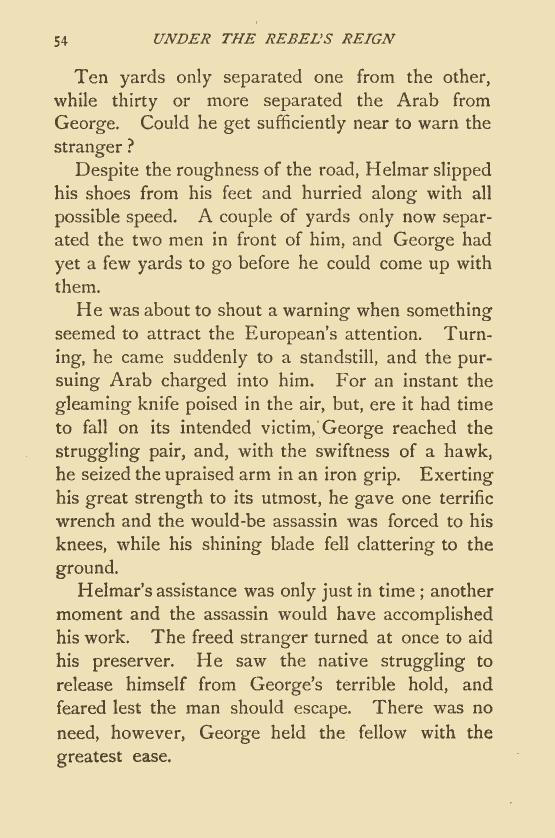 54 UNDER THE REBEL'S REIGN
Ten yards only separated one from the other,
while thirty or more separated the Arab from
George. Could he get sufficiently near to warn the
stranger ?
Despite the roughness of the road, Helmar slipped
his shoes from his feet and hurried along with all
possible speed. A couple of yards only now separ-
ated the two men in front of him, and George had
yet a few yards to go before he could come up with
them.
He was about to shout a warning when something
seemed to attract the European's attention. Turn-
ing, he came suddenly to a standstill, and the pur-
suing Arab charged into him. For an instant the
gleaming knife poised in the air, but, ere it had time
to fall on its intended victim, George reached the
struggling pair, and, with the swiftness of a hawk,
he seized the upraised arm in an iron grip. Exerting
his great strength to its utmost, he gave one terrific
wrench and the would-be assassin was forced to his
knees, while his shining blade fell clattering to the
ground.
Helmar's assistance was only just in time ; another
moment and the assassin would have accomplished
his work. The freed stranger turned at once to aid
his preserver. He saw the native struggling to
release himself from George's terrible hold, and
feared lest the man should escape. There was no
need, however, George held the fellow with the
greatest ease.